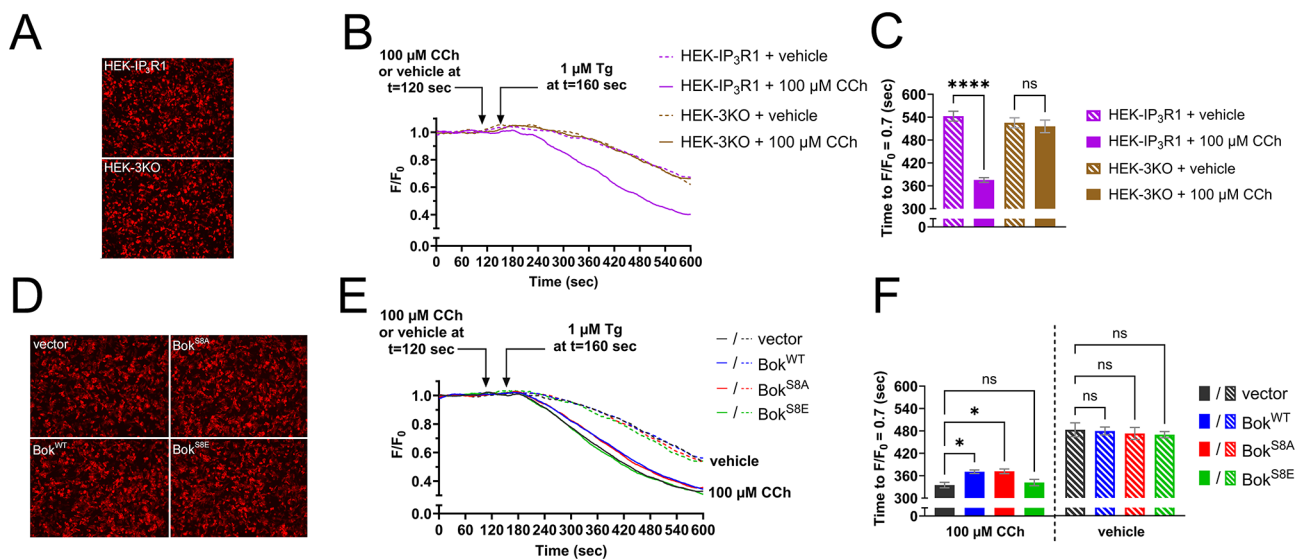 A
HEK-IP3R1
HEK-3KO
B
100 µM CCh
or vehicle at
t=120 sec
1 µM Tg
at t=160 sec
HEK-IP3R1 + vehicle
HEK-IP3R1 + 100 µM CCh
HEK-3KO + vehicle
HEK-3KO + 100 µM CCh
F/F0
1.0
0.8
0.6
0.4
0.0
0 60 120 180 240 300 360 420 480 540 600
Time (sec)
C
**** ns
Time to F/F0 = 0.7 (sec)
600
540
480
420
360
300
0
HEK-IP3R1 + vehicle
HEK-IP3R1 + 100 µM CCh
HEK-3KO + vehicle
HEK-3KO + 100 µM CCh
D
vector
BokS8A
BokWT
BokS8E
E
100 µM CCh
or vehicle at
t=120 sec
1 µM Tg
at t=160 sec
/ vector
/ BokWT
/ BokS8A
/ BokS8E
F/F0
1.0
0.8
0.6
0.4
0.0
vehicle
100 µM CCh
0 60 120 180 240 300 360 420 480 540 600
Time (sec)
F
Time to F/F0 = 0.7 (sec)
600
540
480
420
360
300
0
ns
*
*
ns
ns
ns
100 µM CCh
vehicle
/ vector
/ BokWT
/ BokS8A
/ BokS8E